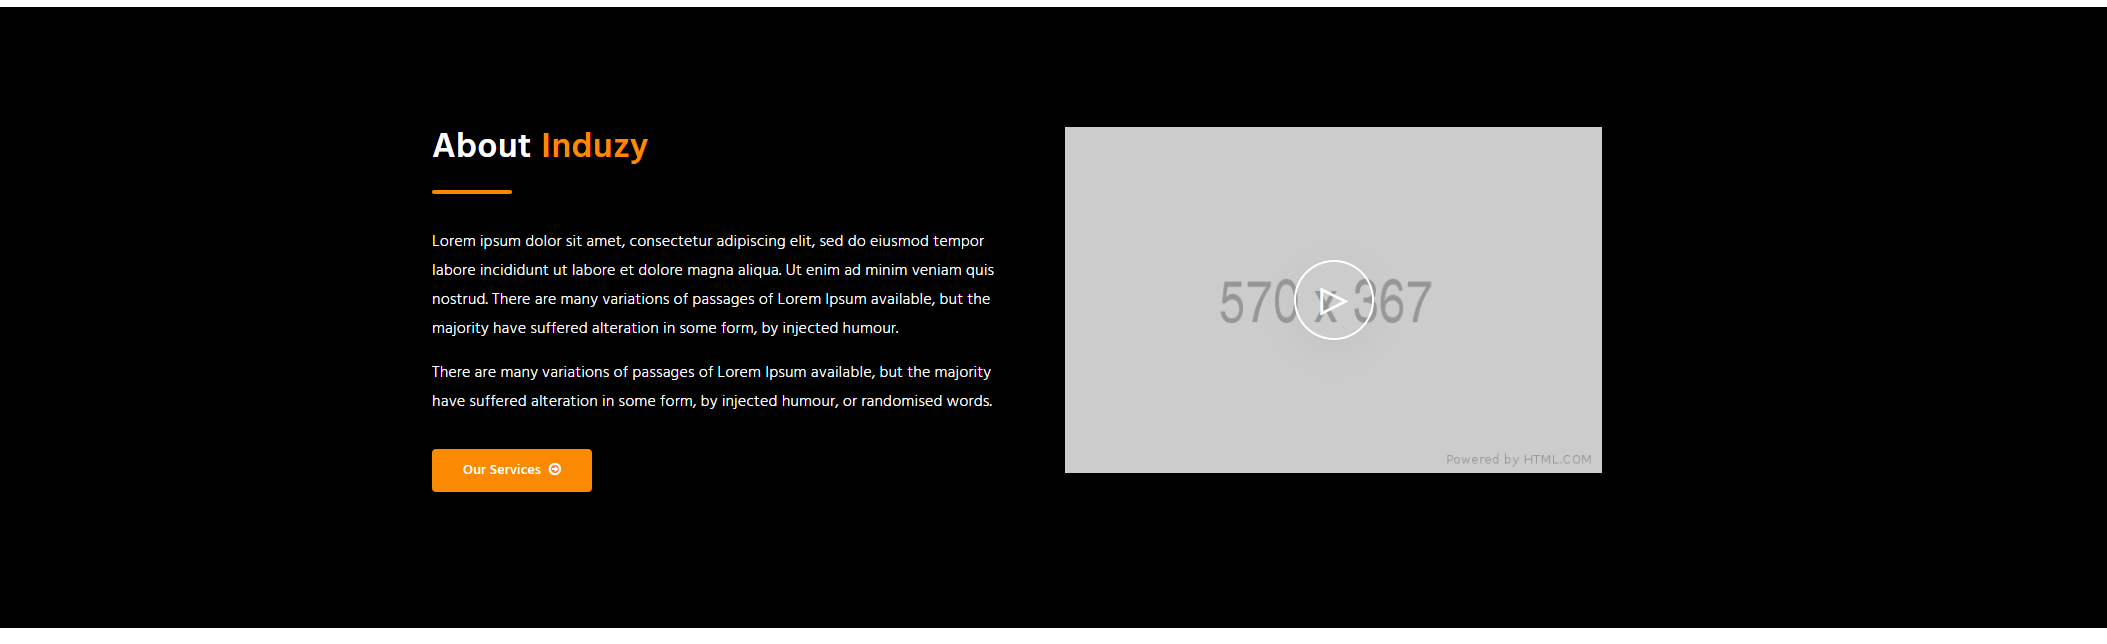 About Induzy
Lorem ipsum dolor sit amet, consectetur adipiscing elit, sed do eiusmod tempor
labore incididunt ut labore et dolore magna aliqua. Ut enim ad minim veniam quis
nostrud. There are many variations of passages of Lorem Ipsum available, but the
majority have suffered alteration in some form, by injected humour.
There are many variations of passages of Lorem Ipsum available, but the majority
have suffered alteration in some form, by injected humour, or randomised words.
Our Services
570 x 367
Powered by HTML.COM